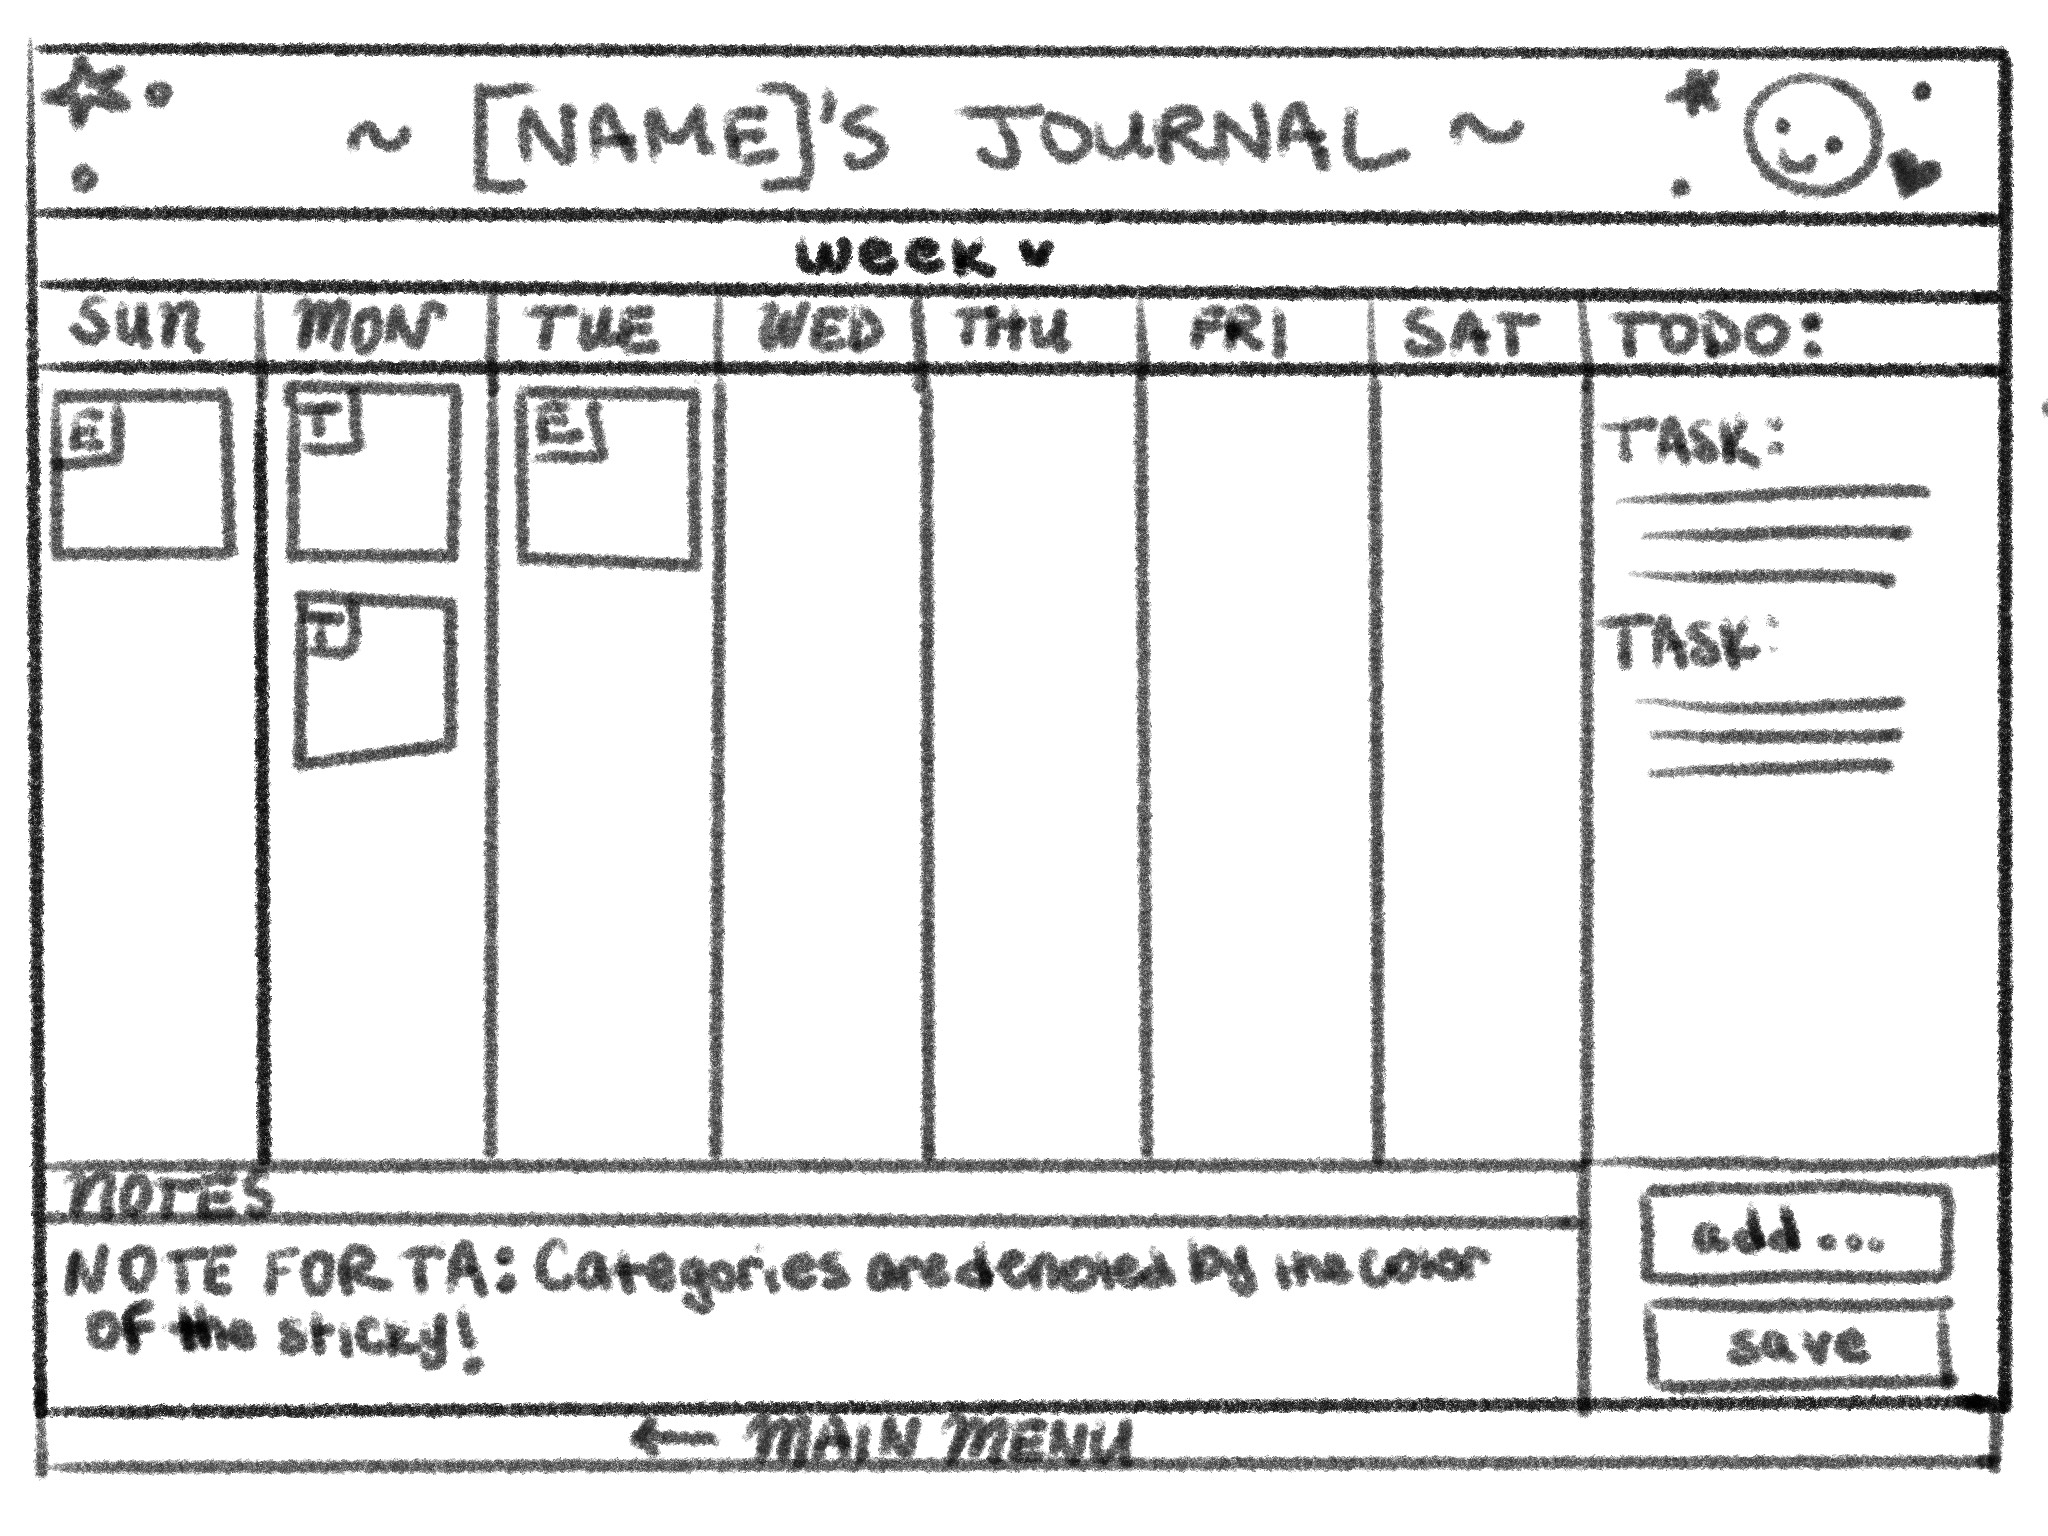 ~ [NAME]'S JOURNAL ~
week
SUN MON TUE WED THU FRI SAT TODO:
E T E
TASK:
T
TASK:
NOTES
NOTE FOR TA: Categories are denoted by the color
of the sticky!
add...
save
← MAIN MENU